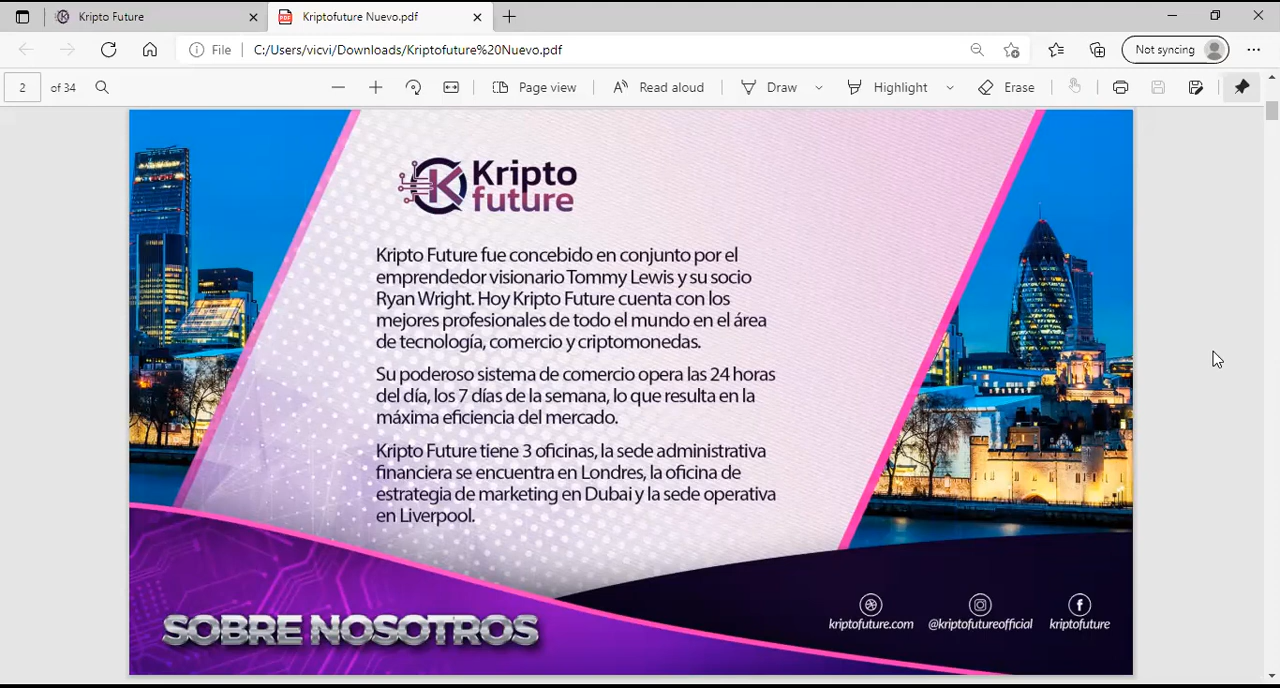 Kripto Future
Kriptofuture Nuevo.pdf
File
C:/Users/vicvi/Downloads/Kriptofuture%20Nuevo.pdf
Not syncing
2
of 34
Page view
Read aloud
Draw
Highlight
Erase
Kripto
future
Kripto Future fue concebido en conjunto por el
emprendedor visionario Tommy Lewis y su socio
Ryan Wright. Hoy Kripto Future cuenta con los
mejores profesionales de todo el mundo en el área
de tecnología, comercio y criptomonedas.
Su poderoso sistema de comercio opera las 24 horas
del día, los 7 días de la semana, lo que resulta en la
máxima eficiencia del mercado.
Kripto Future tiene 3 oficinas, la sede administrativa
financiera se encuentra en Londres, la oficina de
estrategia de marketing en Dubai y la sede operativa
en Liverpool.
SOBRE NOSOTROS
kriptofuture.com
@kriptofutureofficial
kriptofuture